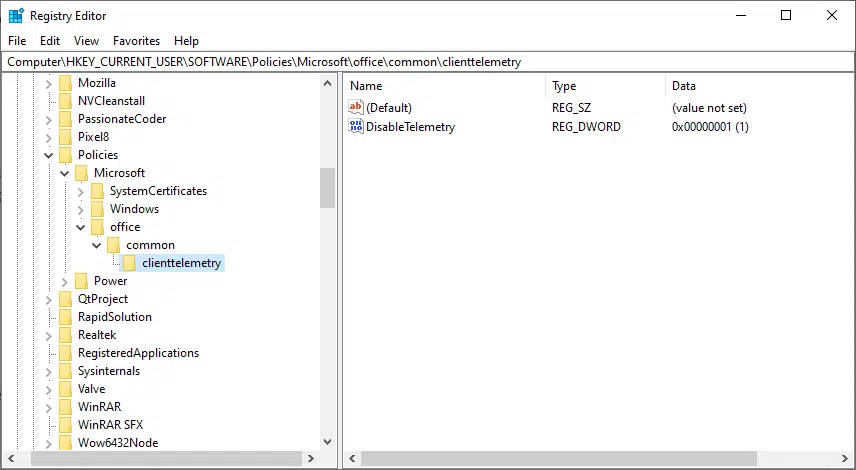 Registry Editor
File Edit View Favorites Help
Computer\HKEY_CURRENT_USER\SOFTWARE\Policies\Microsoft\office\common\clienttelemetry
Mozilla
NVCleanstall
PassionateCoder
Pixel8
Policies
Microsoft
SystemCertificates
Windows
office
common
clienttelemetry
Power
QtProject
RapidSolution
Realtek
RegisteredApplications
Sysinternals
Valve
WinRAR
WinRAR SFX
Wow6432Node
Name Type Data
ab (Default) REG_SZ (value not set)
DisableTelemetry REG_DWORD 0x00000001 (1)